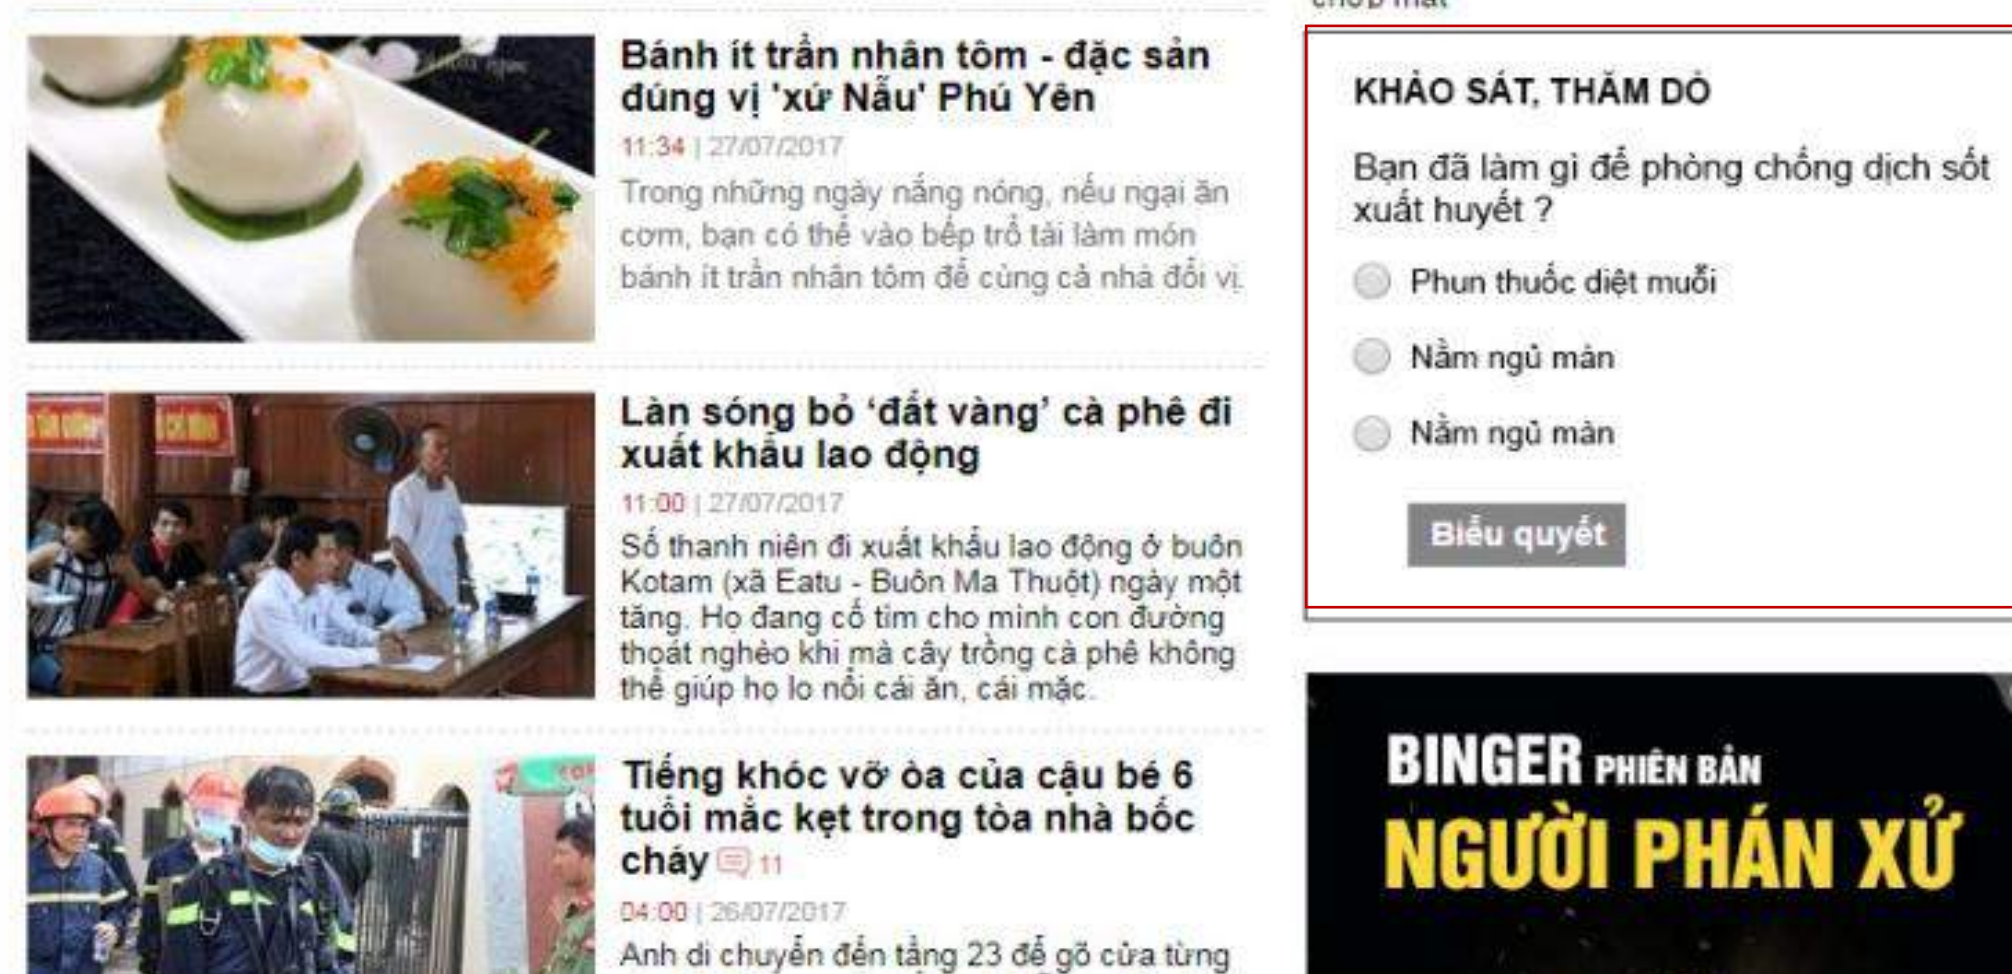 Bánh ít trần nhân tôm - đặc sản
đúng vị 'xứ Nẫu' Phú Yên
11:34 | 27/07/2017
Trong những ngày nắng nóng, nếu ngại ăn
cơm, bạn có thể vào bếp trổ tài làm món
bánh ít trần nhân tôm để cùng cả nhà đổi vị.
Làn sóng bỏ ‘đất vàng’ cà phê đi
xuất khẩu lao động
11:00 | 27/07/2017
Số thanh niên đi xuất khẩu lao động ở buôn
Kotam (xã Eatu - Buôn Ma Thuột) ngày một
tăng. Họ đang cố tìm cho mình con đường
thoát nghèo khi mà cây trồng cà phê không
thể giúp họ lo nổi cái ăn, cái mặc.
Tiếng khóc vỡ òa của cậu bé 6
tuổi mắc kẹt trong tòa nhà bốc
cháy 11
04:00 | 26/07/2017
Anh di chuyển đến tầng 23 để gõ cửa từng
KHẢO SÁT, THĂM DÒ
Bạn đã làm gì để phòng chống dịch sốt
xuất huyết ?
Phun thuốc diệt muỗi
Nằm ngủ màn
Nằm ngủ màn
Biểu quyết
BINGER PHIÊN BẢN
NGƯỜI PHÁN XỬ